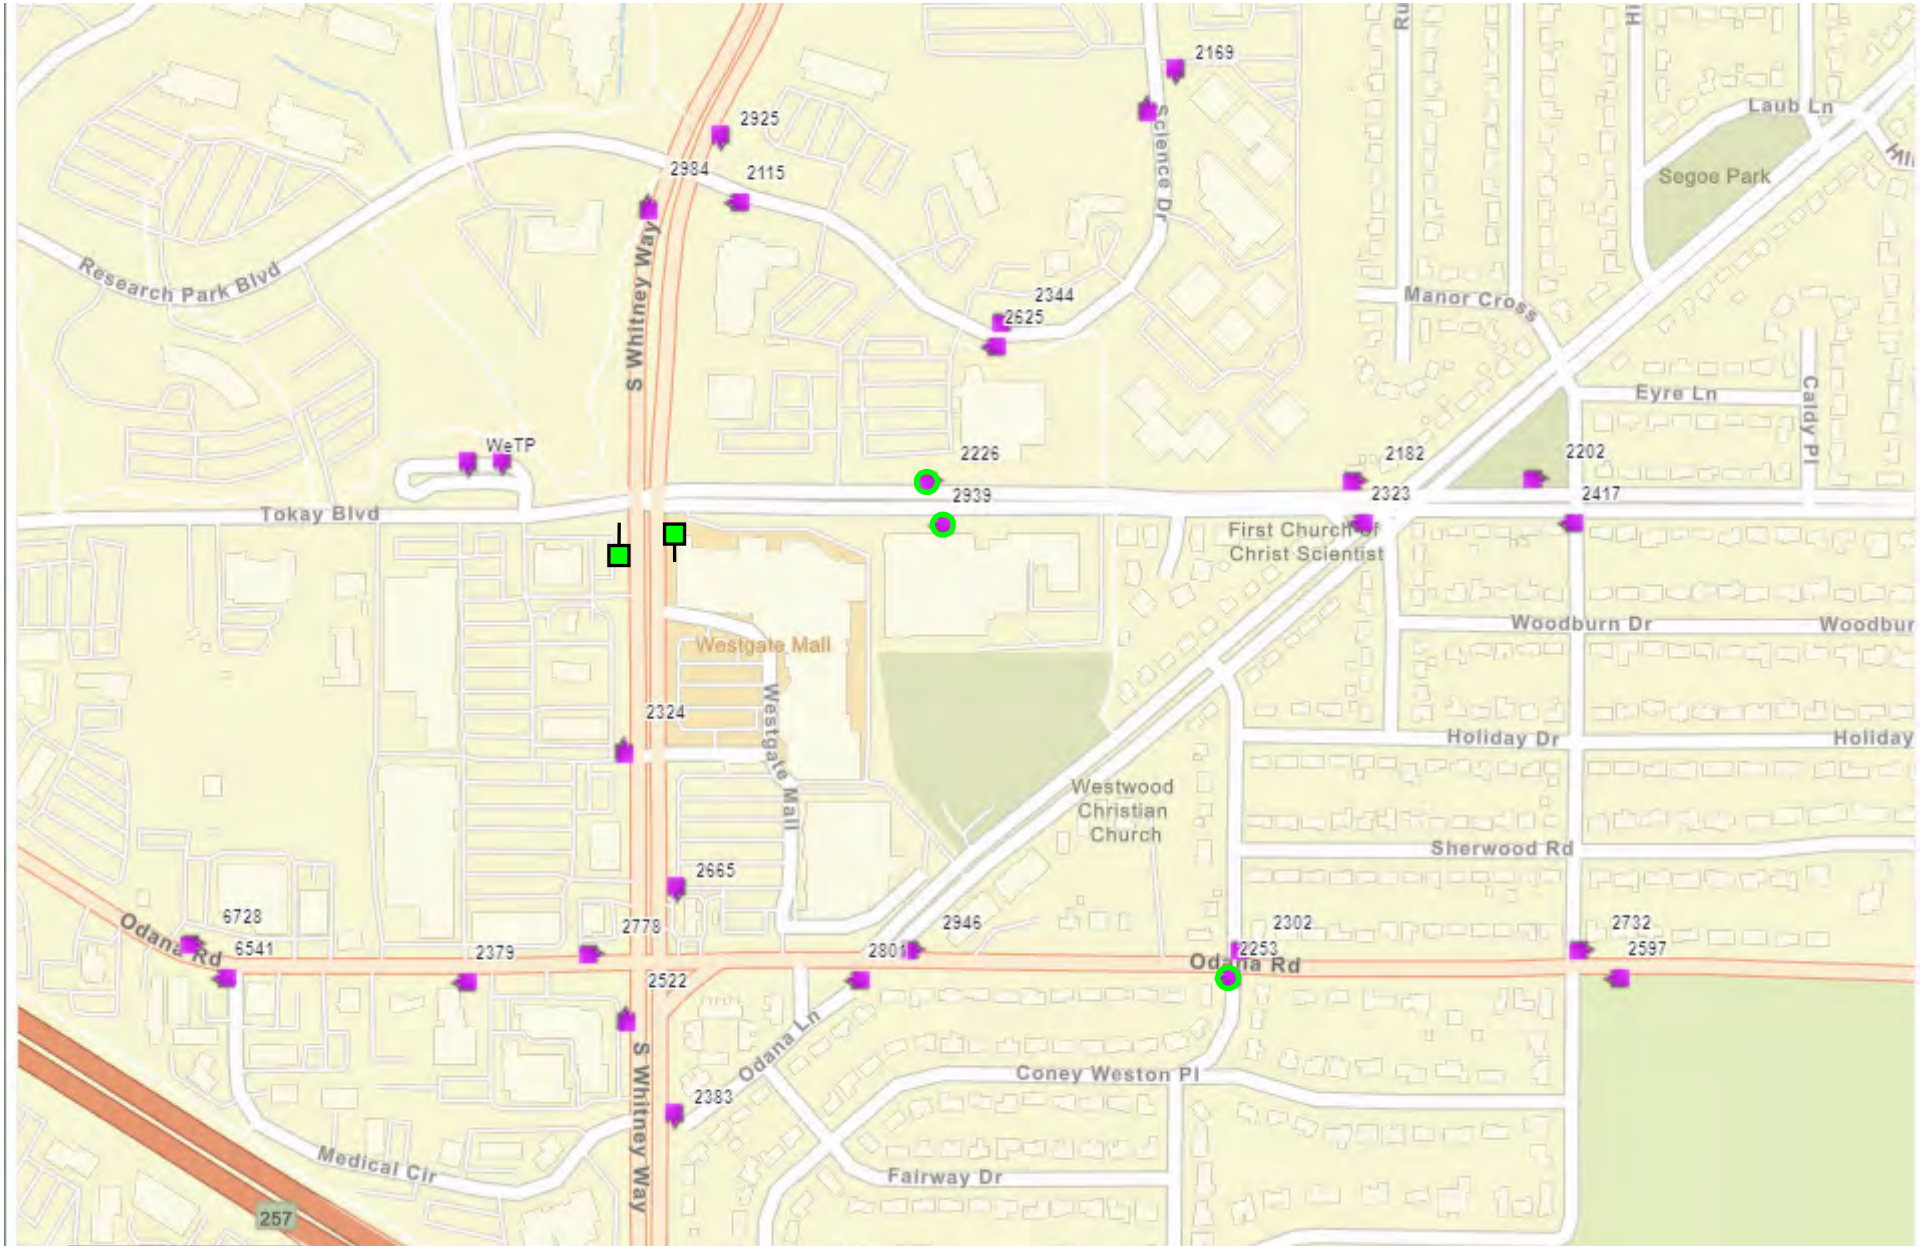 Ru
Hi
2169
Laub Ln
Science Dr
2925
Hil
2984
2115
Segoe Park
S Whitney Way
Research Park Blvd
2344
2625
Manor Cross
Eyre Ln
Caldy Pl
WeTP
2226
2182
2202
2939
2323
2417
Tokay Blvd
First Church of
Christ Scientist
Woodburn Dr
Woodbur
Westgate Mall
2324
Westgate Mall
Holiday Dr
Holiday
Westwood
Christian
Church
Sherwood Rd
2665
6728
Odana Rd
6541
2379
2778
2946
2801
2302
2253
Odana Rd
2732
2597
2522
Odana Ln
S Whitney Way
Coney Weston Pl
2383
Medical Cir
Fairway Dr
257